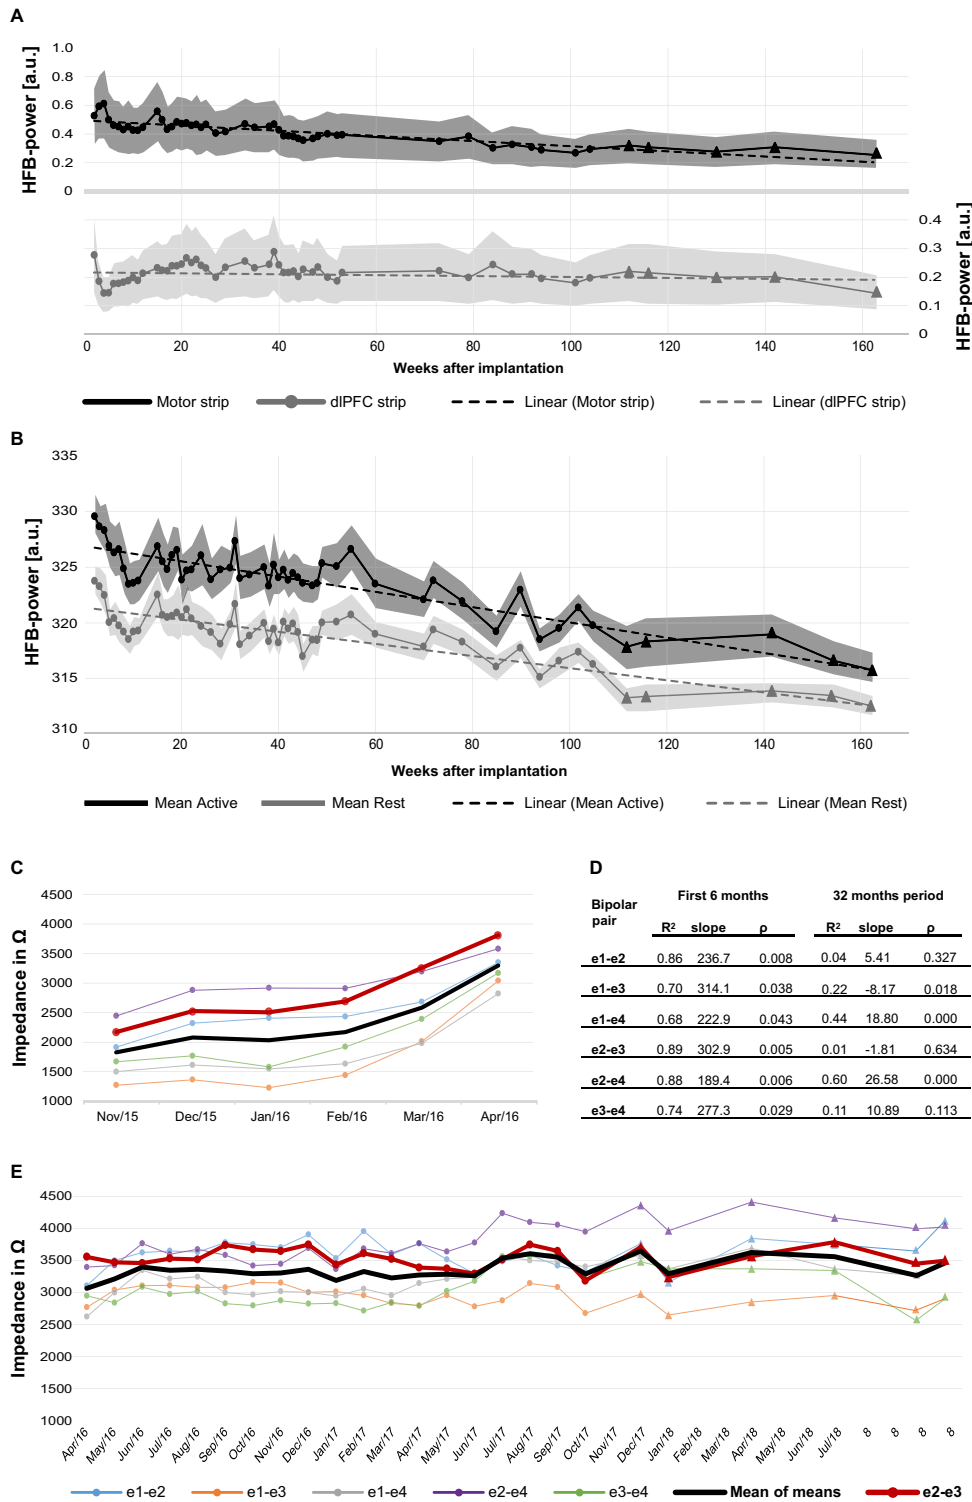 A
HFB-power [a.u.]
1.0
0.8
0.6
0.4
0.2
0
HFB-power [a.u.]
0.4
0.3
0.2
0.1
0
0 20 40 60 80 100 120 140 160
Weeks after implantation
Motor strip dlPFC strip Linear (Motor strip) Linear (dlPFC strip)
B
HFB-power [a.u.]
335
330
325
320
315
310
0 20 40 60 80 100 120 140 160
Weeks after implantation
Mean Active Mean Rest Linear (Mean Active) Linear (Mean Rest)
C
Impedance in Ω
4500
4000
3500
3000
2500
2000
1500
1000
Nov/15 Dec/15 Jan/16 Feb/16 Mar/16 Apr/16
D
Bipolar pair First 6 months 32 months period
R² slope ρ R² slope ρ
e1-e2 0.86 236.7 0.008 0.04 5.41 0.327
e1-e3 0.70 314.1 0.038 0.22 -8.17 0.018
e1-e4 0.68 222.9 0.043 0.44 18.80 0.000
e2-e3 0.89 302.9 0.005 0.01 -1.81 0.634
e2-e4 0.88 189.4 0.006 0.60 26.58 0.000
e3-e4 0.74 277.3 0.029 0.11 10.89 0.113
E
Impedance in Ω
4500
4000
3500
3000
2500
2000
1500
1000
Apr/16 May/16 Jun/16 Jul/16 Aug/16 Sep/16 Oct/16 Nov/16 Dec/16 Jan/17 Feb/17 Mar/17 Apr/17 May/17 Jun/17 Jul/17 Aug/17 Sep/17 Oct/17 Nov/17 Dec/17 Jan/18 Feb/18 Mar/18 Apr/18 May/18 Jun/18 Jul/18 8 8 8 8
e1-e2 e1-e3 e1-e4 e2-e4 e3-e4 Mean of means e2-e3